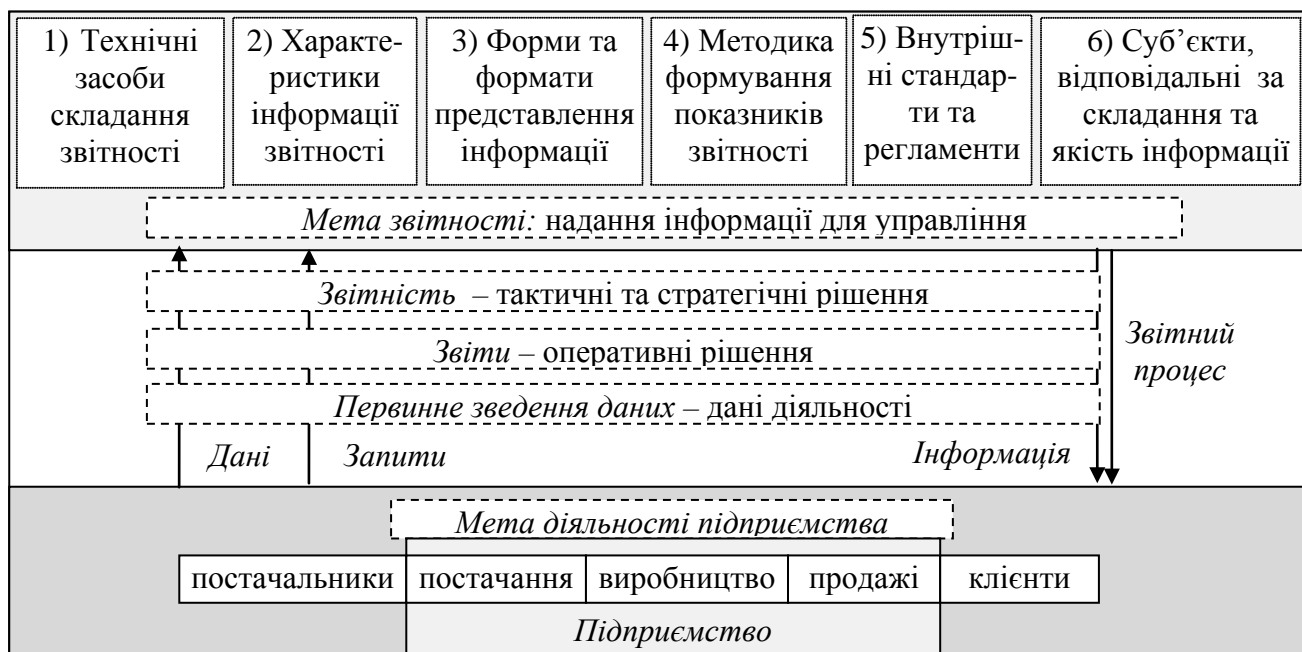 1) Технічні
засоби
складання
звітності
2) Характе-
ристики
інформації
звітності
3) Форми та
формати
представлення
інформації
4) Методика
формування
показників
звітності
5) Внутріш-
ні стандар-
ти та
регламенти
6) Суб’єкти,
відповідальні за
складання та
якість інформації
Мета звітності: надання інформації для управління
Звітність – тактичні та стратегічні рішення
Звіти – оперативні рішення
Первинне зведення даних – дані діяльності
Звітний
процес
Дані
Запити
Інформація
Мета діяльності підприємства
постачальники
постачання
виробництво
продажі
клієнти
Підприємство